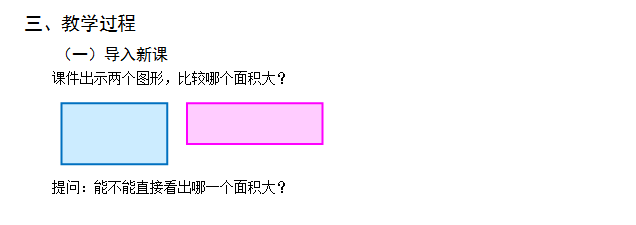 三、教学过程
（一）导入新课
课件出示两个图形，比较哪个面积大？
提问：能不能直接看出哪一个面积大？